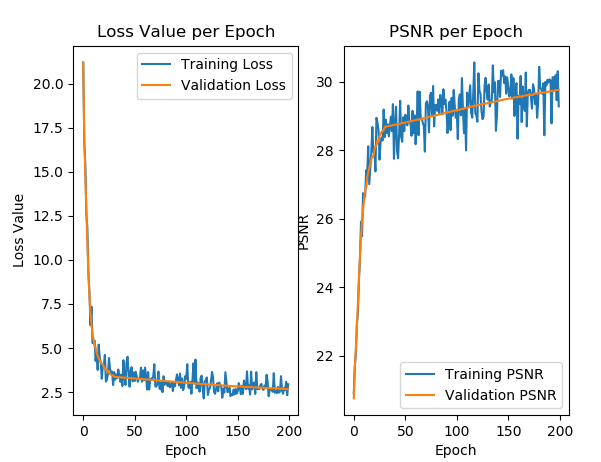 Loss Value per Epoch
Loss Value
20.0
17.5
15.0
12.5
10.0
7.5
5.0
2.5
Training Loss
Validation Loss
0 50 100 150 200
Epoch
PSNR per Epoch
PSNR
30
28
26
24
22
Training PSNR
Validation PSNR
0 50 100 150 200
Epoch